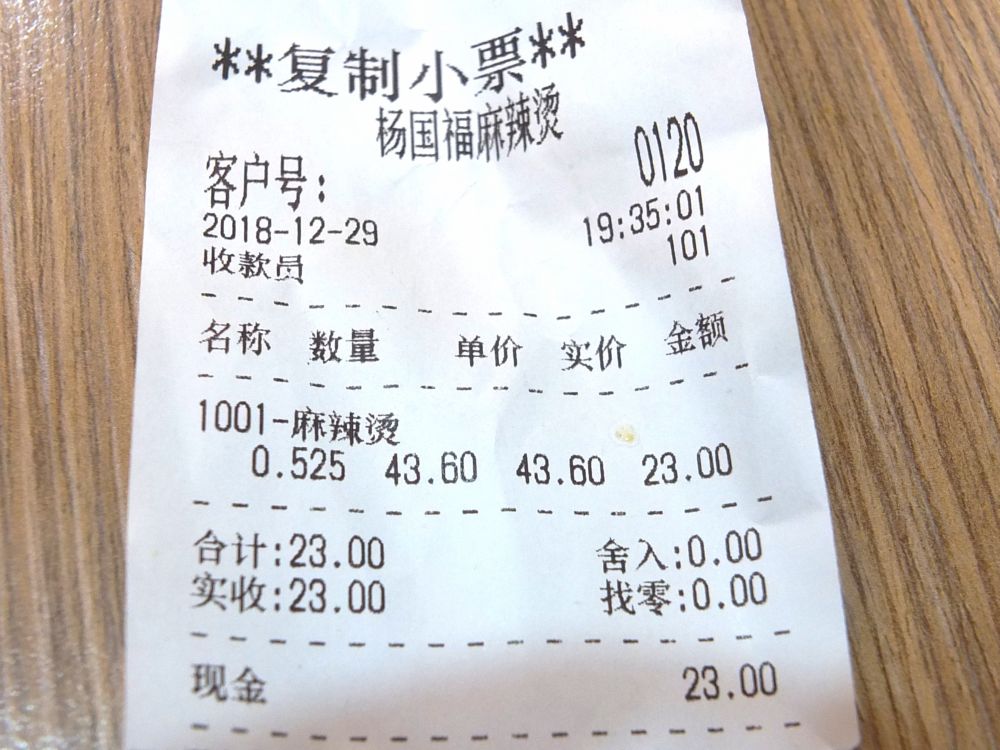 **复制小票**
杨国福麻辣烫
客户号： 0120
2018-12-29 19:35:01
收款员 101
名称 数量 单价 实价 金额
1001-麻辣烫
0.525 43.60 43.60 23.00
合计:23.00 舍入:0.00
实收:23.00 找零:0.00
现金 23.00